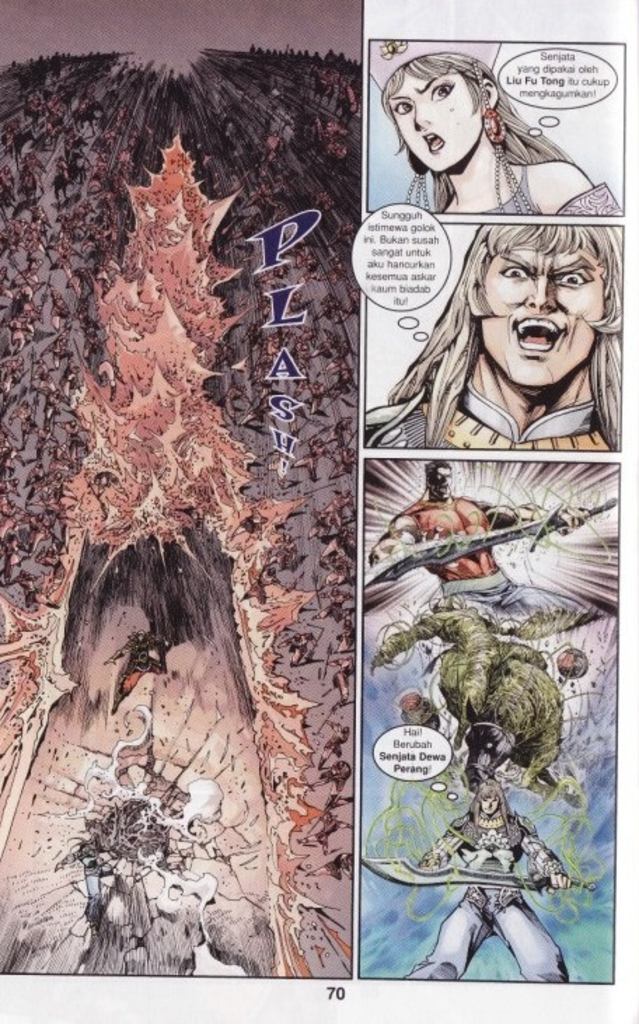 PLASH!
Senjata
yang dipakai oleh
Liu Fu Tong itu cukup
mengkagumkan!
Sungguh
istimewa golok
ini. Bukan susah
sangat untuk
aku hancurkan
kesemua askar
kaum biadab
itu!
Hai!
Berubah
Senjata Dewa
Perang!
70